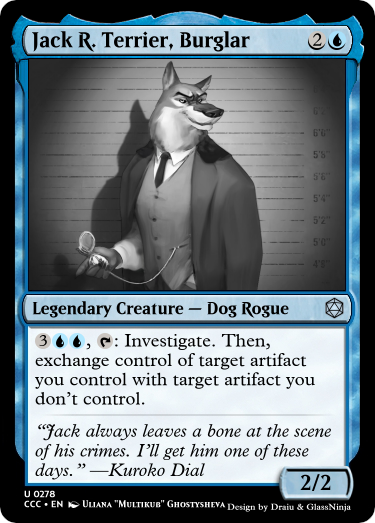 Jack R. Terrier, Burglar 2
6'6"
5'6"
5'4"
5'2"
5'0"
4'8"
Legendary Creature — Dog Rogue
3, : Investigate. Then,
exchange control of target artifact
you control with target artifact you
don't control.
“Jack always leaves a bone at the scene
of his crimes. I'll get him one of these
days.” —Kuroko Dial
2/2
U 0278
CCC • EN Uliana "Multikub" Ghostysheva Design by Draiu & GlassNinja